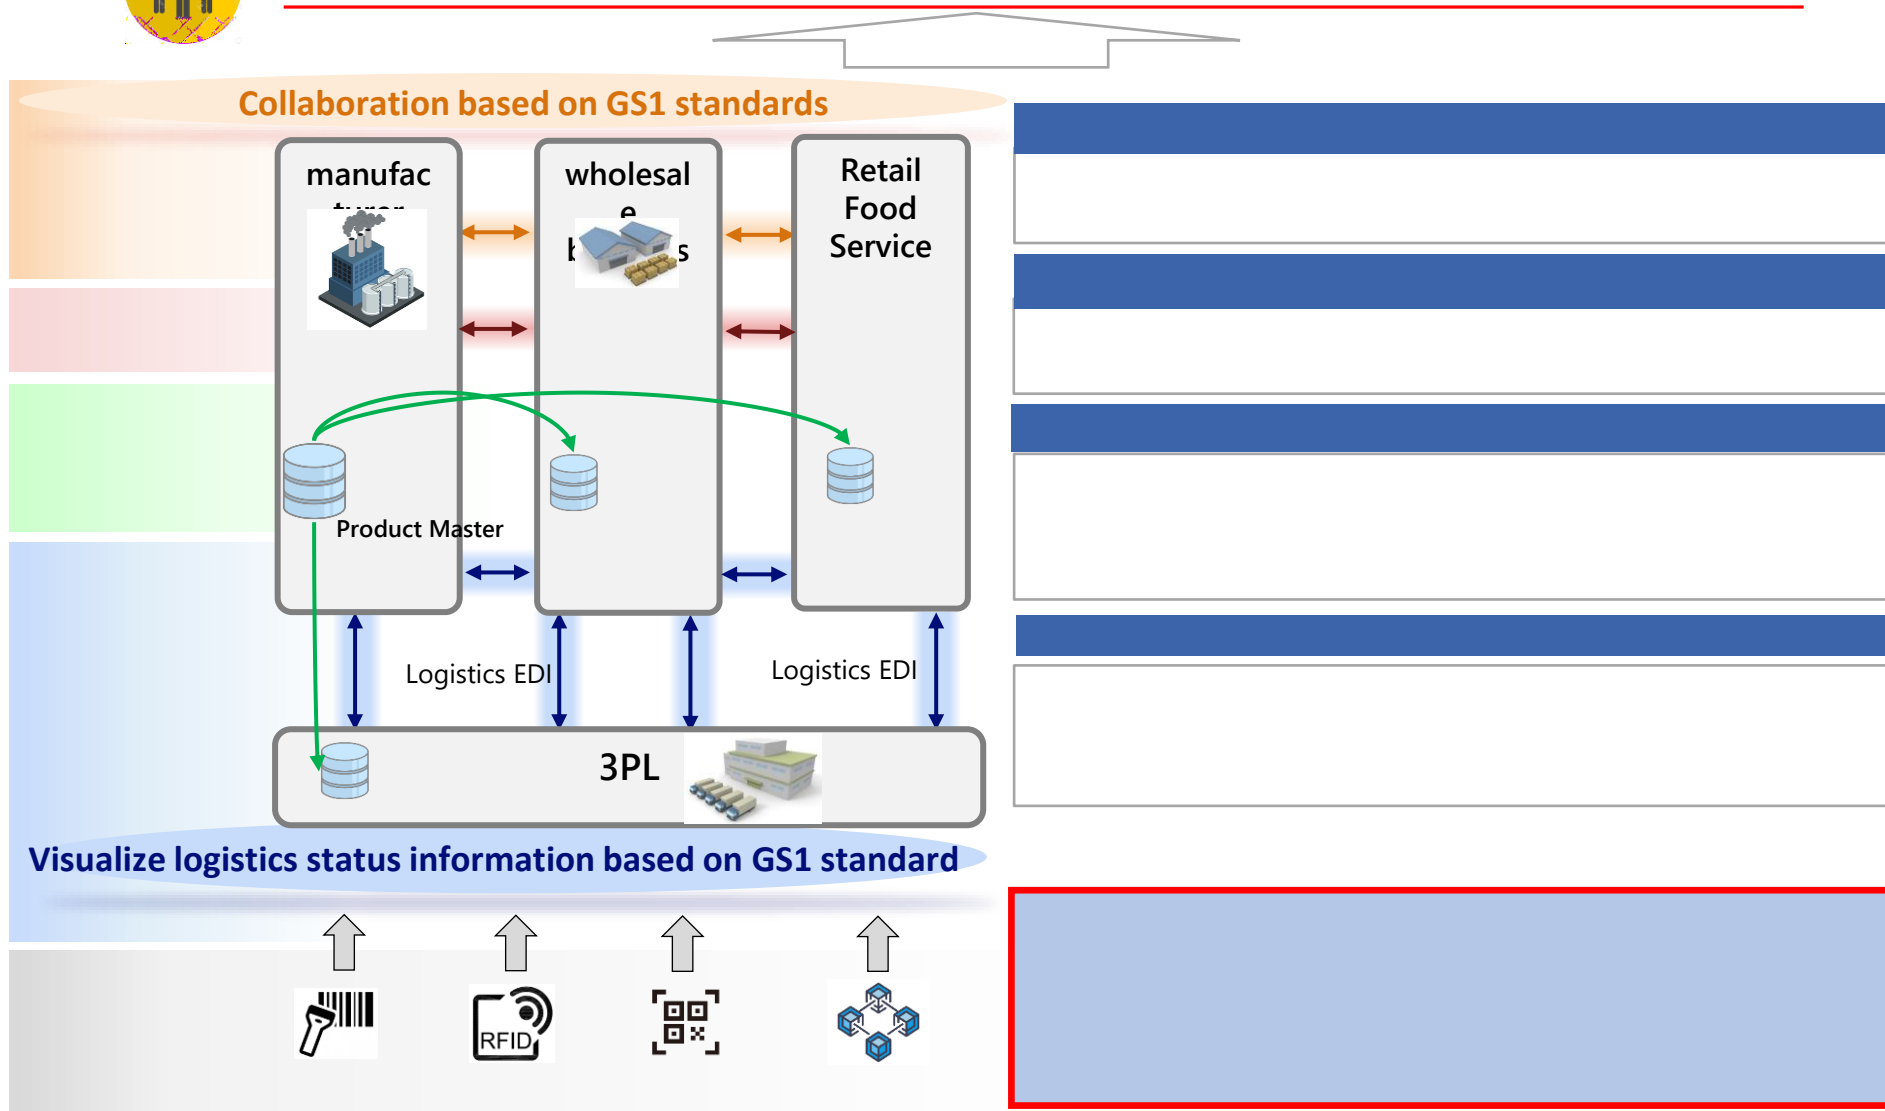 Collaboration based on GS1 standards
manufac
turer
wholesal
e
Retail
Food
Service
Product Master
Logistics EDI
Logistics EDI
3PL
Visualize logistics status information based on GS1 standard
RFID